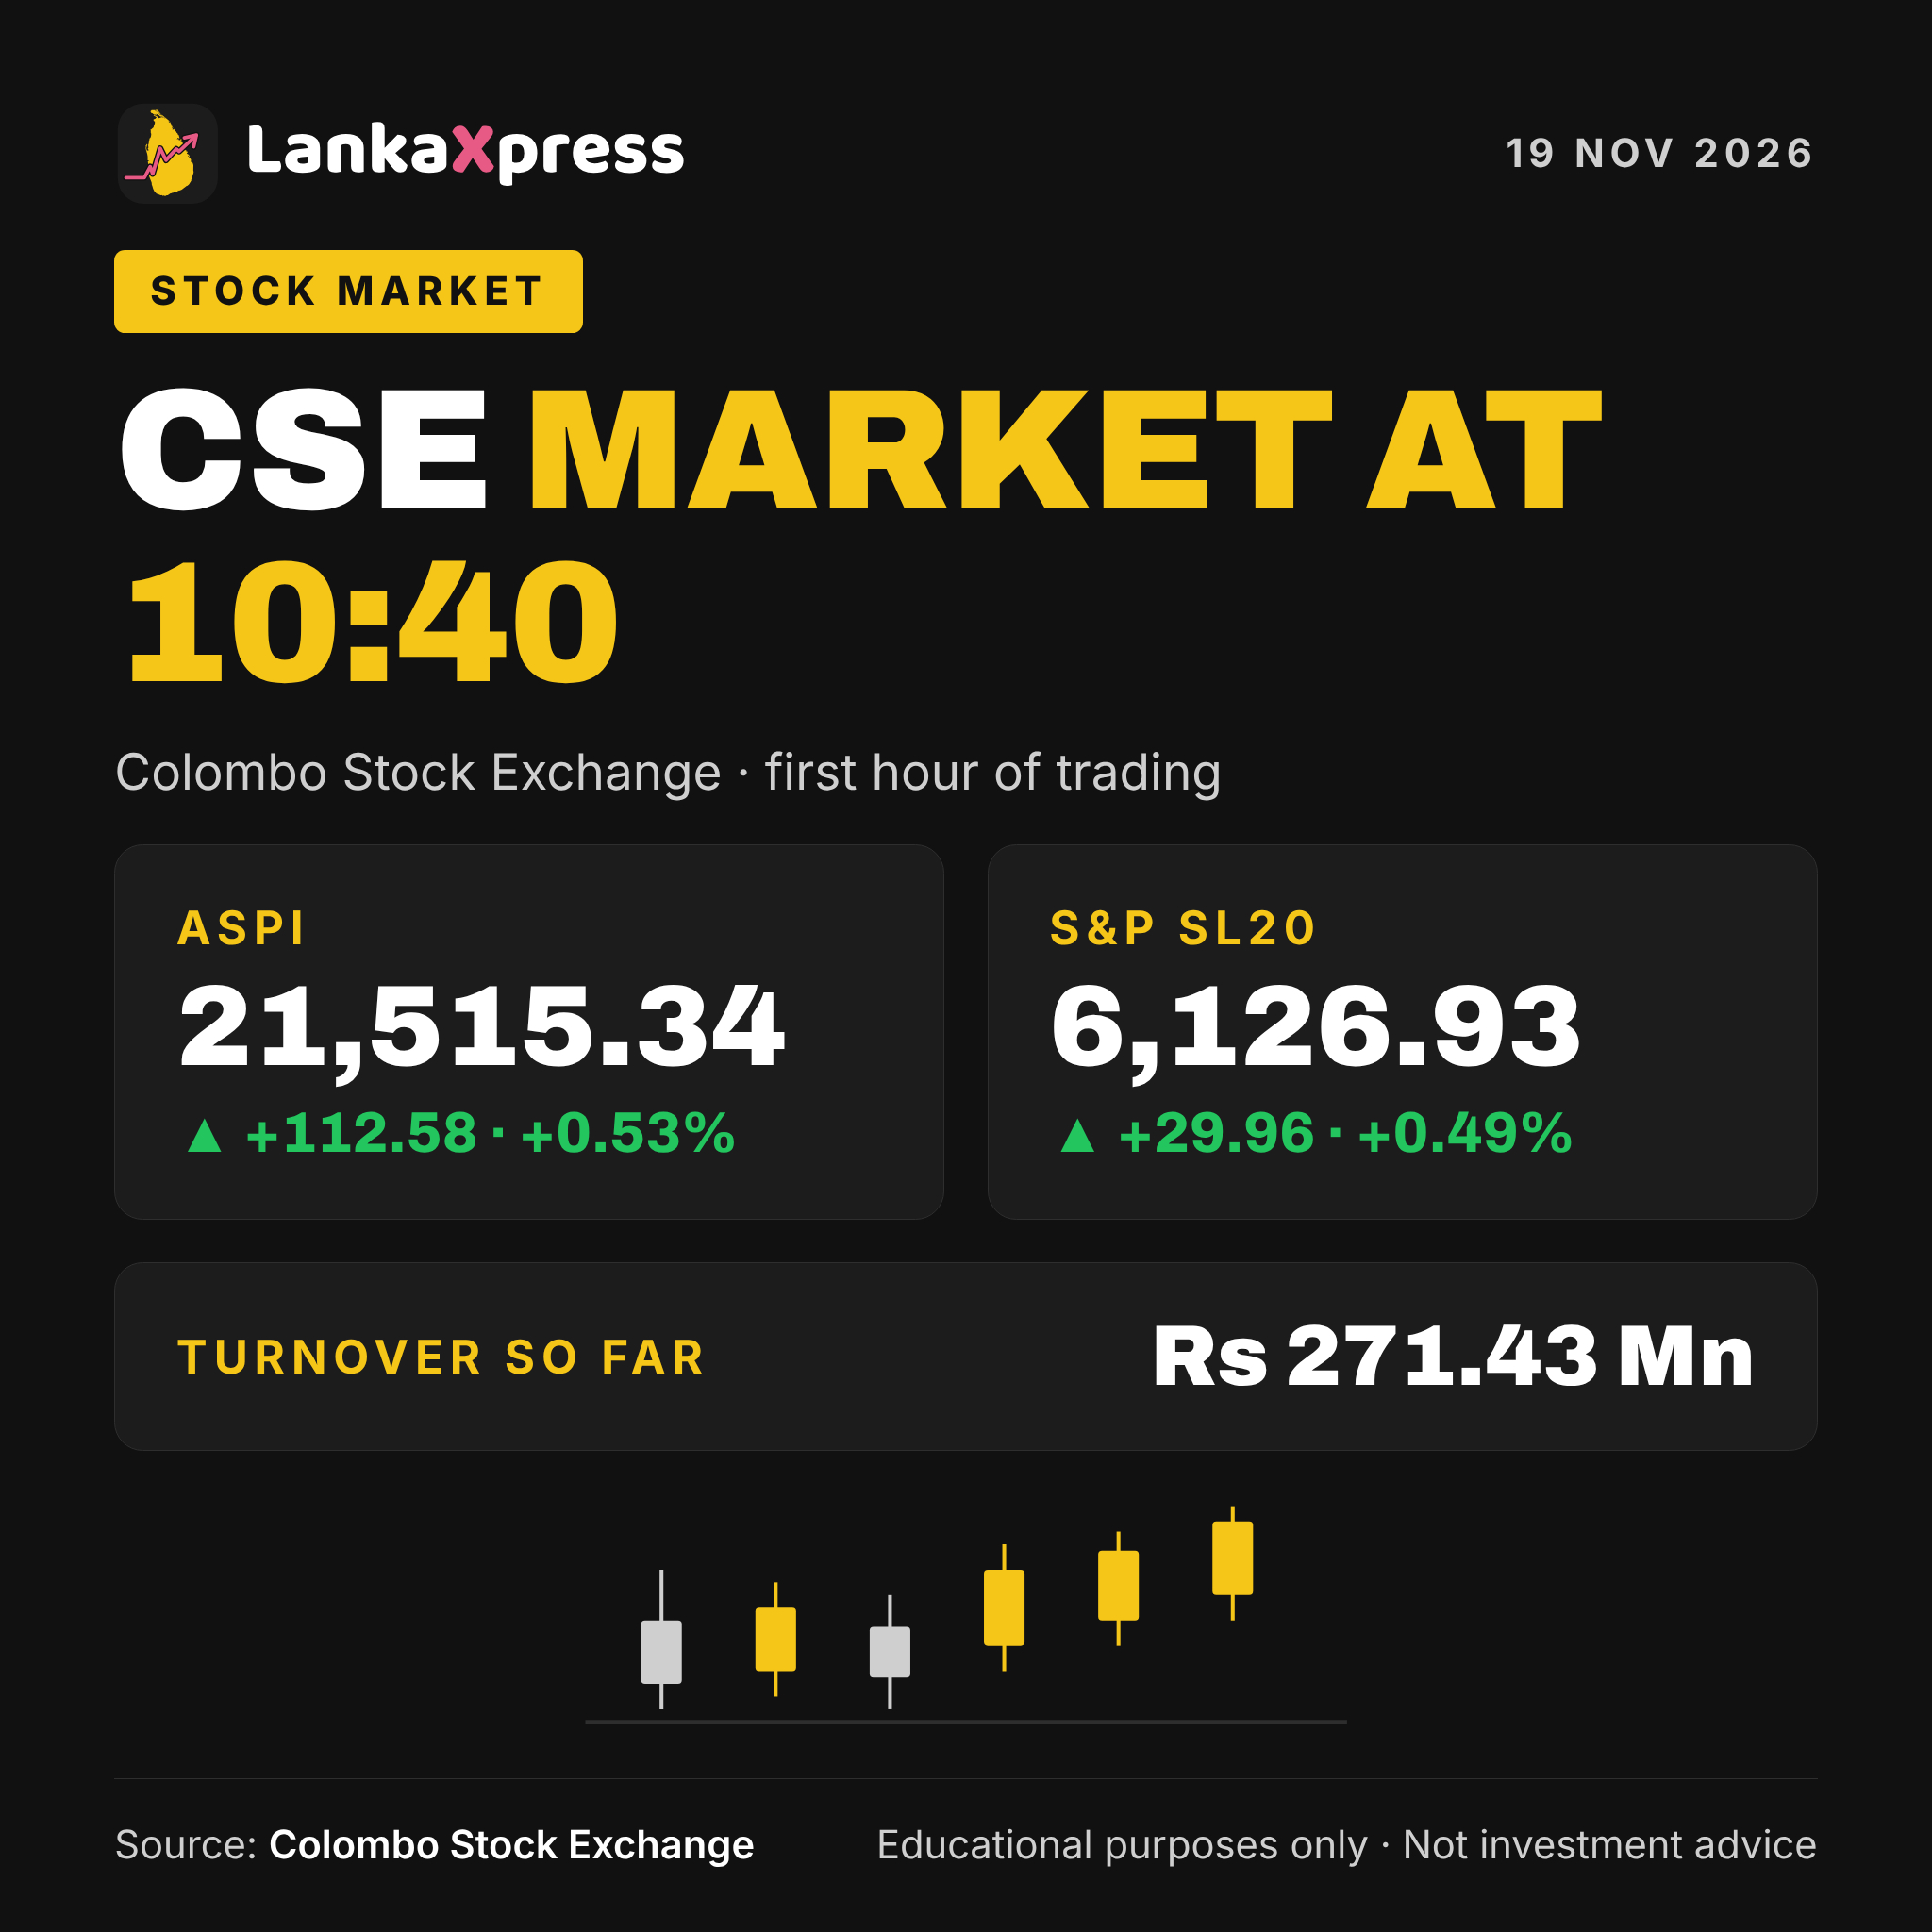 LankaXpress
19 NOV 2026
STOCK MARKET
CSE MARKET AT
10:40
Colombo Stock Exchange · first hour of trading
ASPI
21,515.34
▲ +112.58 · +0.53%
S&P SL20
6,126.93
▲ +29.96 · +0.49%
TURNOVER SO FAR
Rs 271.43 Mn
Source: Colombo Stock Exchange
Educational purposes only · Not investment advice